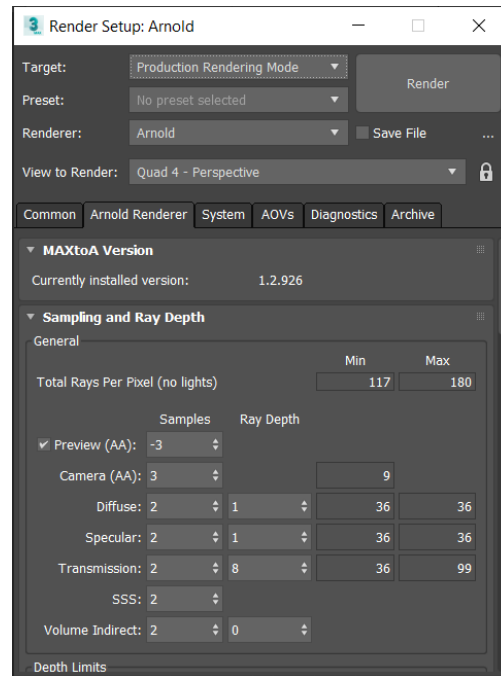 3 Render Setup: Arnold
Target: Production Rendering Mode
Render
Preset: No preset selected
Renderer: Arnold Save File ...
View to Render: Quad 4 - Perspective
Common Arnold Renderer System AOVs Diagnostics Archive
MAXtoA Version
Currently installed version: 1.2.926
Sampling and Ray Depth
General
Min Max
Total Rays Per Pixel (no lights) 117 180
Samples Ray Depth
Preview (AA): -3
Camera (AA): 3 9
Diffuse: 2 1 36 36
Specular: 2 1 36 36
Transmission: 2 8 36 99
SSS: 2
Volume Indirect: 2 0
Depth Limits